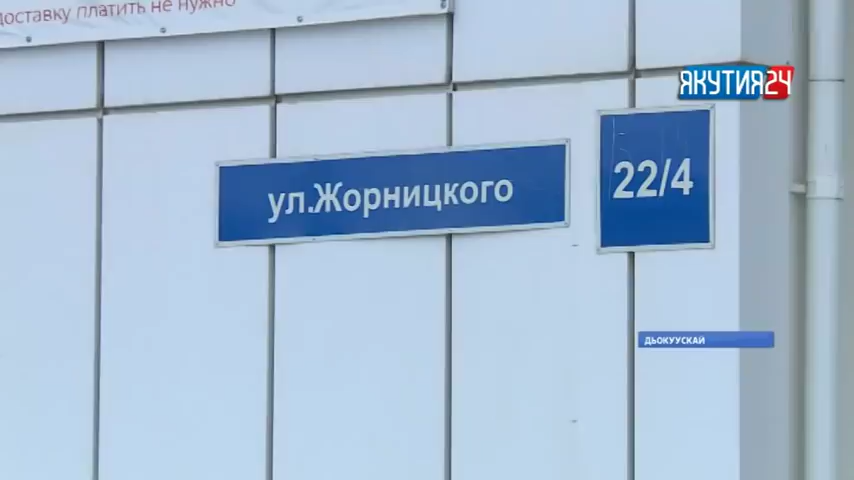 доставку платить не нужно
ЯКУТИЯ24
ул.Жорницкого
22/4
ДЬОКУУСКАЙ